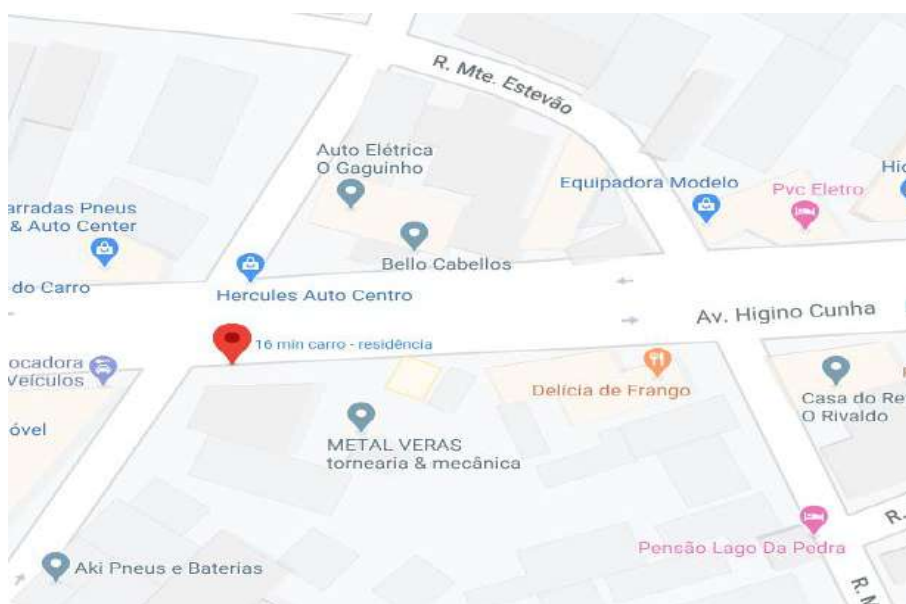 R. Mte. Estevão
Auto Elétrica
O Gaguinho
Equipadora Modelo
Pvc Eletro
arradas Pneus
& Auto Center
Bello Cabellos
do Carro
Hercules Auto Centro
Av. Higino Cunha
16 min carro - residência
ocadora
Veículos
Delícia de Frango
Casa do Re
O Rivaldo
óvel
METAL VERAS
tornearia & mecânica
Pensão Lago Da Pedra
Aki Pneus e Baterias
R.
R. M